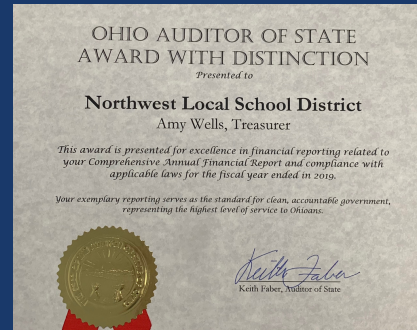 OHIO AUDITOR OF STATE
AWARD WITH DISTINCTION
Presented to
Northwest Local School District
Amy Wells, Treasurer
This award is presented for excellence in financial reporting related to
your Comprehensive Annual Financial Report and compliance with
applicable laws for the fiscal year ended in 2019.
Your exemplary reporting serves as the standard for clean, accountable government,
representing the highest level of service to Ohioans.
Keith Faber
Keith Faber, Auditor of State